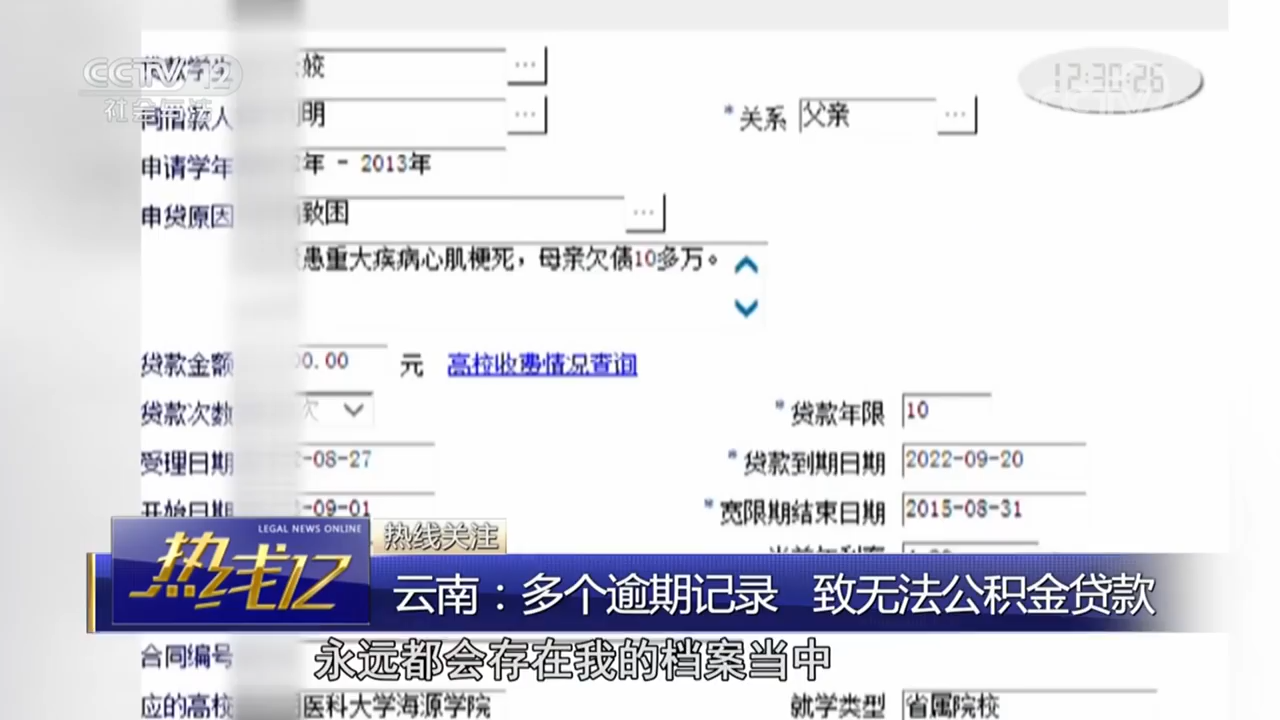 CCTV 12
社会与法
12:30:26
贷款学生 姣
共同借款人 明 * 关系 父亲
申请学年 年 - 2013年
申贷原因 致困
患重大疾病心肌梗死，母亲欠债10多万。
贷款金额 00.00 元 高校收费情况查询
贷款次数 次 * 贷款年限 10
受理日期 -08-27 * 贷款到期日期 2022-09-20
开始日期 -09-01 * 宽限期结束日期 2015-08-31
LEGAL NEWS ONLINE
热线12
热线关注
云南：多个逾期记录 致无法公积金贷款
合同编号
永远都会存在我的档案当中
应的高校 医科大学海源学院 就学类型 省属院校